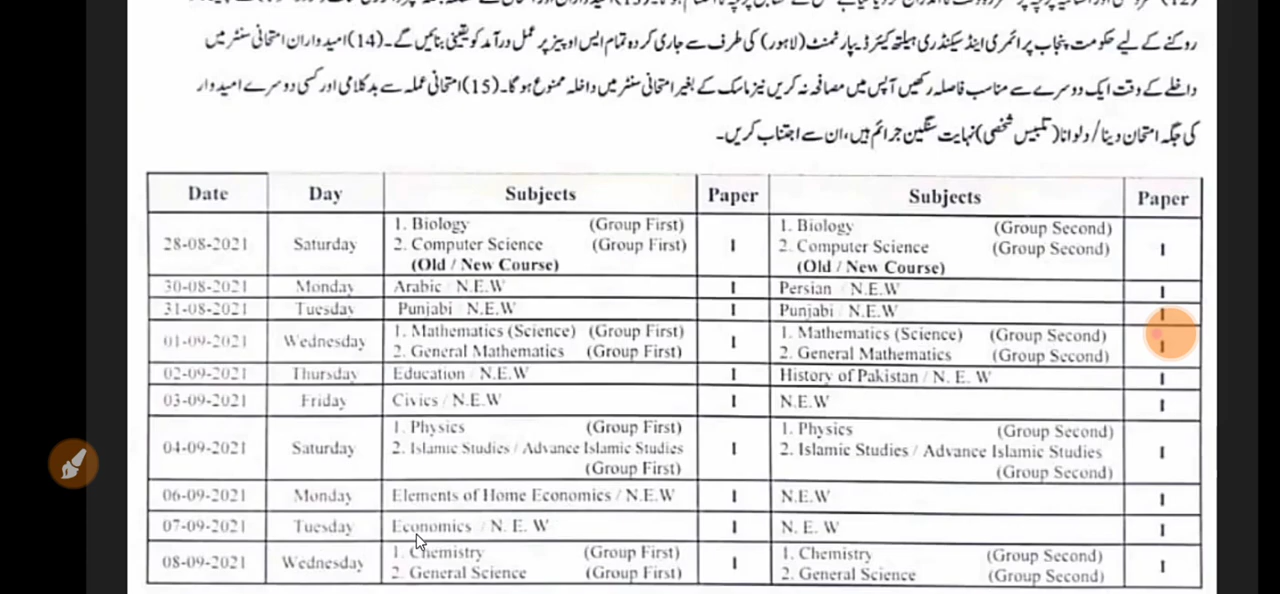 روکنے کے لیے حکومت پنجاب پرائمری اینڈ سیکنڈری ہیلتھ کیئر ڈیپارٹمنٹ (لاہور) کی طرف سے جاری کردہ تمام ایس او پیز پر عمل درآمد کو یقینی بنائیں گے۔ (14) امیدواران امتحانی سنٹر میں
داخلے کے وقت ایک دوسرے سے مناسب فاصلہ رکھیں آپس میں مصافحہ نہ کریں نیز ماسک کے بغیر امتحانی سنٹر میں داخلہ ممنوع ہو گا۔ (15) امتحانی عملہ سے بدکلامی اور کسی دوسرے امیدوار
کی جگہ امتحان دینا/دلوانا (تلبیس شخصی) نہایت سنگین جرائم ہیں، ان سے اجتناب کریں۔
Date Day Subjects Paper Subjects Paper
1. Biology (Group First) 1. Biology (Group Second)
28-08-2021 Saturday 2. Computer Science (Group First) I 2. Computer Science (Group Second) I
(Old / New Course) (Old / New Course)
30-08-2021 Monday Arabic / N.E.W I Persian / N.E.W I
31-08-2021 Tuesday Punjabi / N.E.W I Punjabi / N.E.W I
1. Mathematics (Science) (Group First) 1. Mathematics (Science) (Group Second)
01-09-2021 Wednesday 2. General Mathematics (Group First) I 2. General Mathematics (Group Second) I
02-09-2021 Thursday Education / N.E.W I History of Pakistan / N. E. W I
03-09-2021 Friday Civics / N.E.W I N.E.W I
1. Physics (Group First) 1. Physics (Group Second)
04-09-2021 Saturday 2. Islamic Studies / Advance Islamic Studies I 2. Islamic Studies / Advance Islamic Studies I
(Group First) (Group Second)
06-09-2021 Monday Elements of Home Economics / N.E.W I N.E.W I
07-09-2021 Tuesday Economics / N. E. W I N. E. W I
1. Chemistry (Group First) 1. Chemistry (Group Second)
08-09-2021 Wednesday 2. General Science (Group First) I 2. General Science (Group Second) I